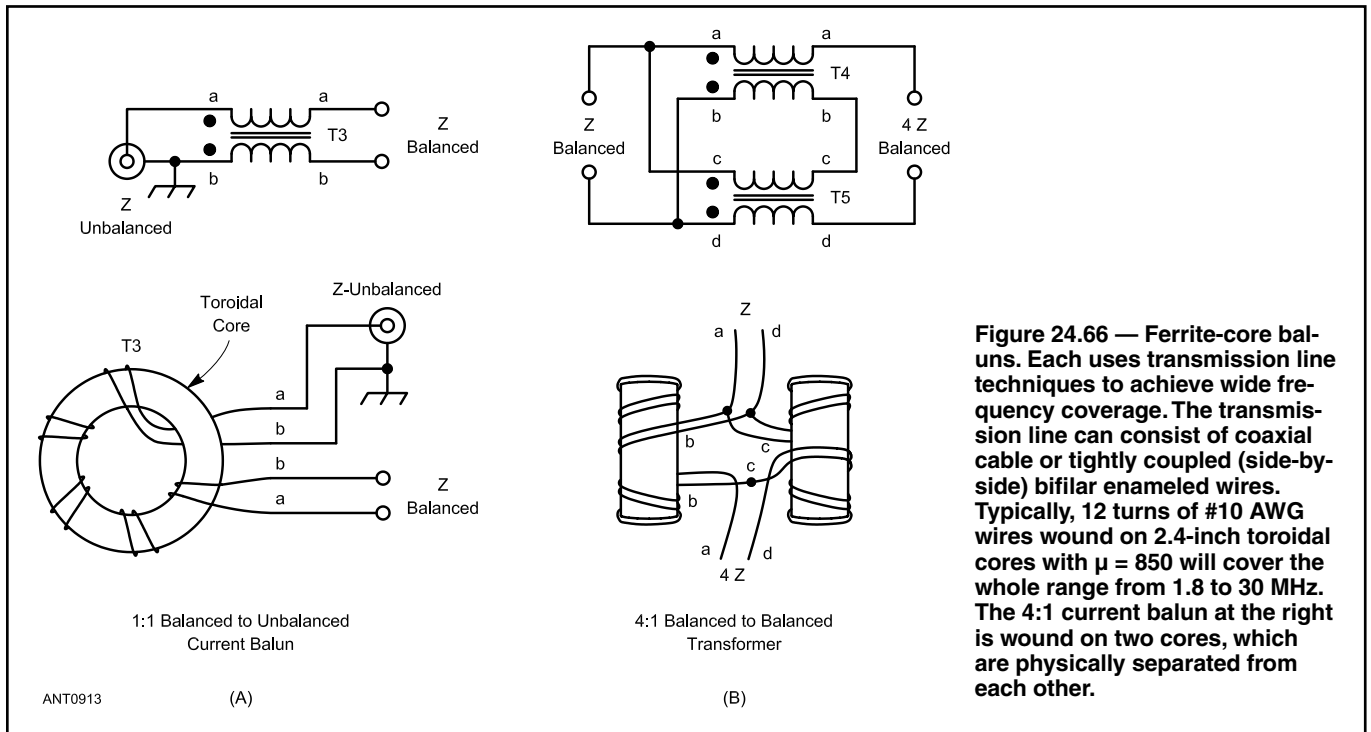 a
a
T3
b
b
Z
Unbalanced
Z
Balanced
a
a
T4
b
b
Z
Balanced
4 Z
Balanced
c
c
T5
d
d
Toroidal
Core
T3
Z-Unbalanced
a
b
b
a
Z
Balanced
1:1 Balanced to Unbalanced
Current Balun
ANT0913
(A)
Z
a
d
b
c
b
c
a
d
4 Z
4:1 Balanced to Balanced
Transformer
(B)
Figure 24.66 — Ferrite-core bal-
uns. Each uses transmission line
techniques to achieve wide fre-
quency coverage. The transmis-
sion line can consist of coaxial
cable or tightly coupled (side-by-
side) bifilar enameled wires.
Typically, 12 turns of #10 AWG
wires wound on 2.4-inch toroidal
cores with µ = 850 will cover the
whole range from 1.8 to 30 MHz.
The 4:1 current balun at the right
is wound on two cores, which
are physically separated from
each other.